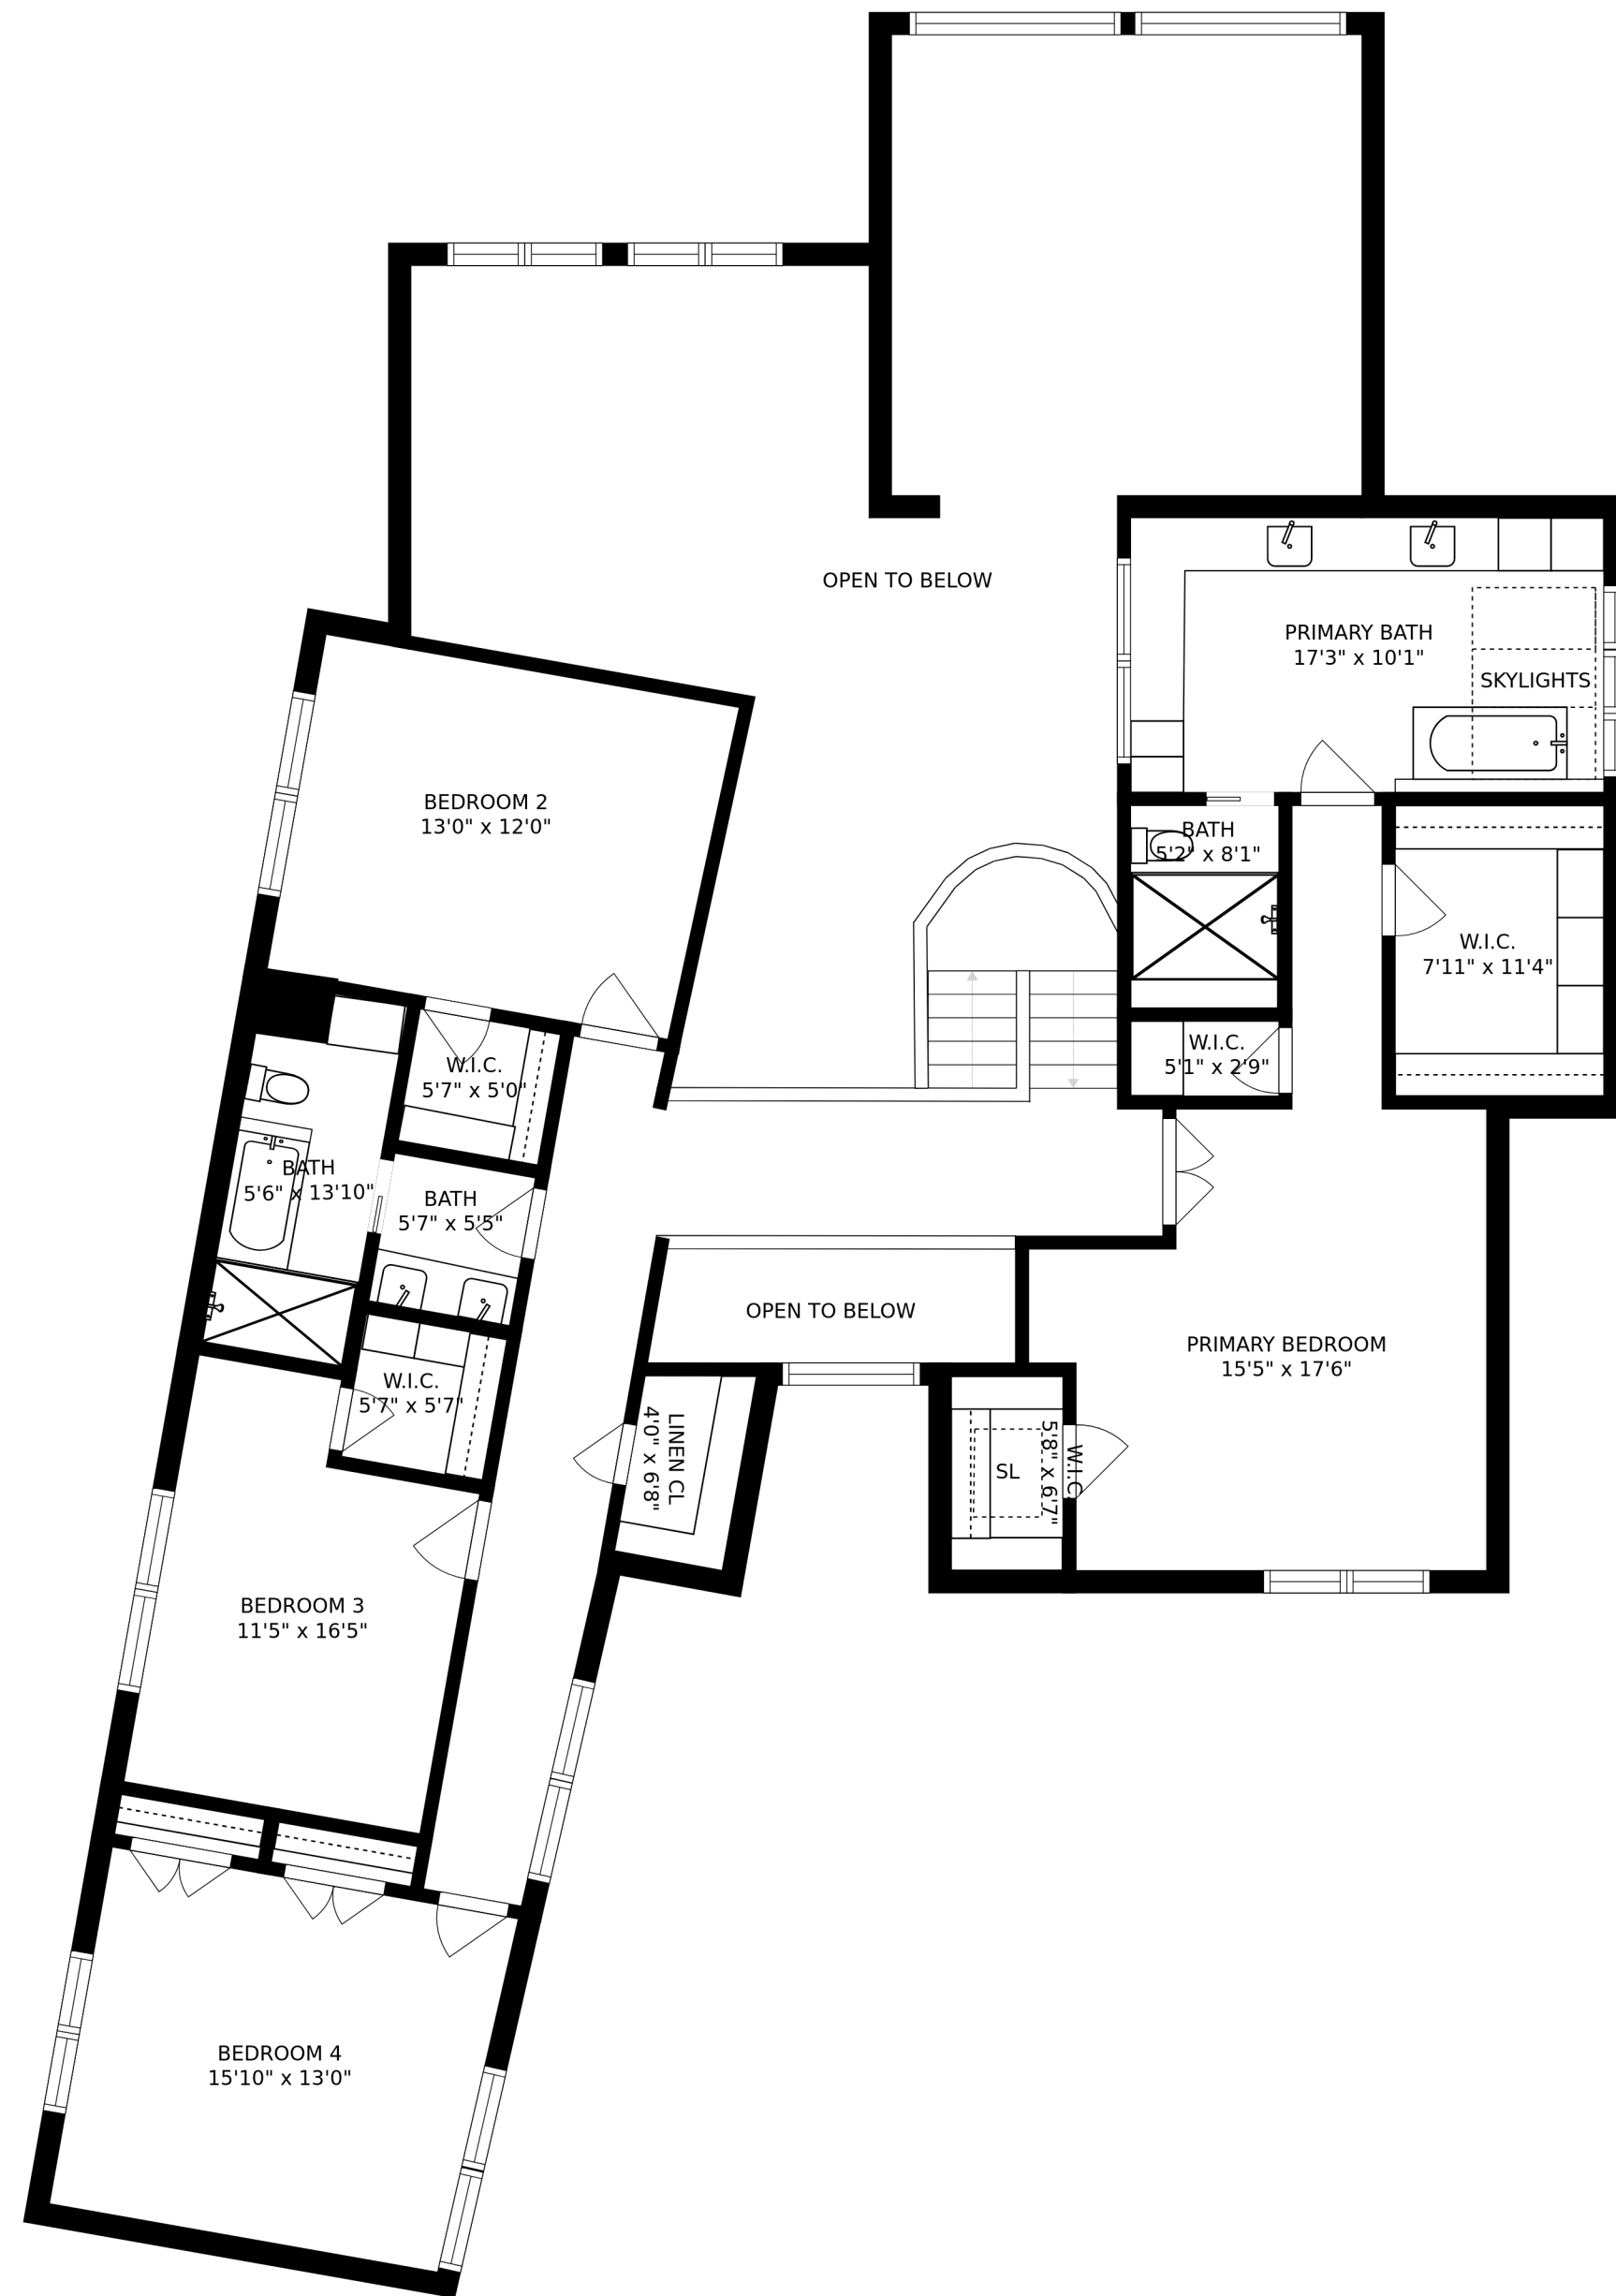 OPEN TO BELOW
PRIMARY BATH
17'3" x 10'1"
SKYLIGHTS
BEDROOM 2
13'0" x 12'0"
BATH
5'2" x 8'1"
W.I.C.
7'11" x 11'4"
W.I.C.
5'1" x 2'9"
W.I.C.
5'7" x 5'0"
BATH
5'6" x 13'10"
BATH
5'7" x 5'5"
OPEN TO BELOW
PRIMARY BEDROOM
15'5" x 17'6"
W.I.C.
5'7" x 5'7"
LINEN CL
4'0" x 6'8"
SL
W.I.C.
5'8" x 6'7"
BEDROOM 3
11'5" x 16'5"
BEDROOM 4
15'10" x 13'0"